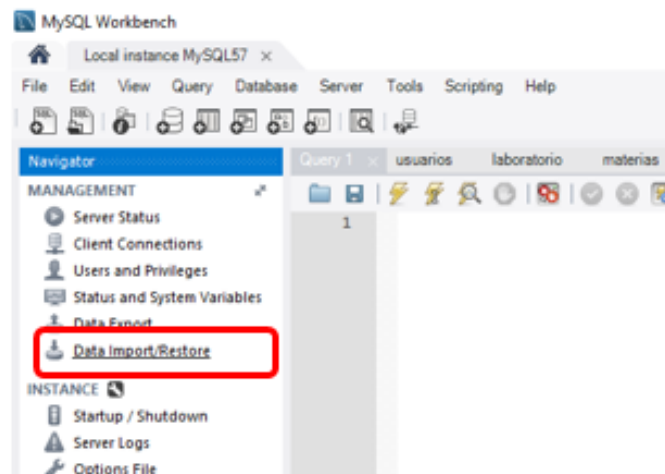 MySQL Workbench
Local instance MySQL57 ×
File Edit View Query Database Server Tools Scripting Help
Navigator
Query 1 × usuarios laboratorio materias
MANAGEMENT
1
Server Status
Client Connections
Users and Privileges
Status and System Variables
Data Export
Data Import/Restore
INSTANCE
Startup / Shutdown
Server Logs
Options File